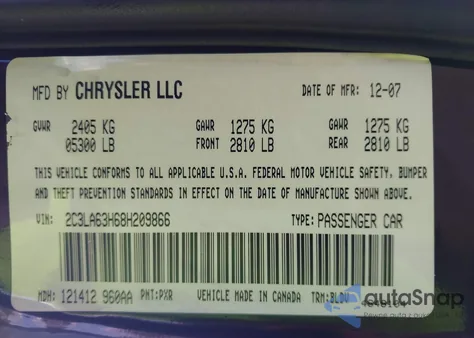 MFD BY CHRYSLER LLC DATE OF MFR: 12-07
GVWR 2405 KG GAWR 1275 KG GAWR 1275 KG
05300 LB FRONT 2810 LB REAR 2810 LB
THIS VEHICLE CONFORMS TO ALL APPLICABLE U.S.A. FEDERAL MOTOR VEHICLE SAFETY, BUMPER
AND THEFT PREVENTION STANDARDS IN EFFECT ON THE DATE OF MANUFACTURE SHOWN ABOVE.
VIN: 2C3LA63H68H209866 TYPE: PASSENGER CAR
MDH: 121412 960AA PNT:PXR VEHICLE MADE IN CANADA TRM:BLDV
autoSnap